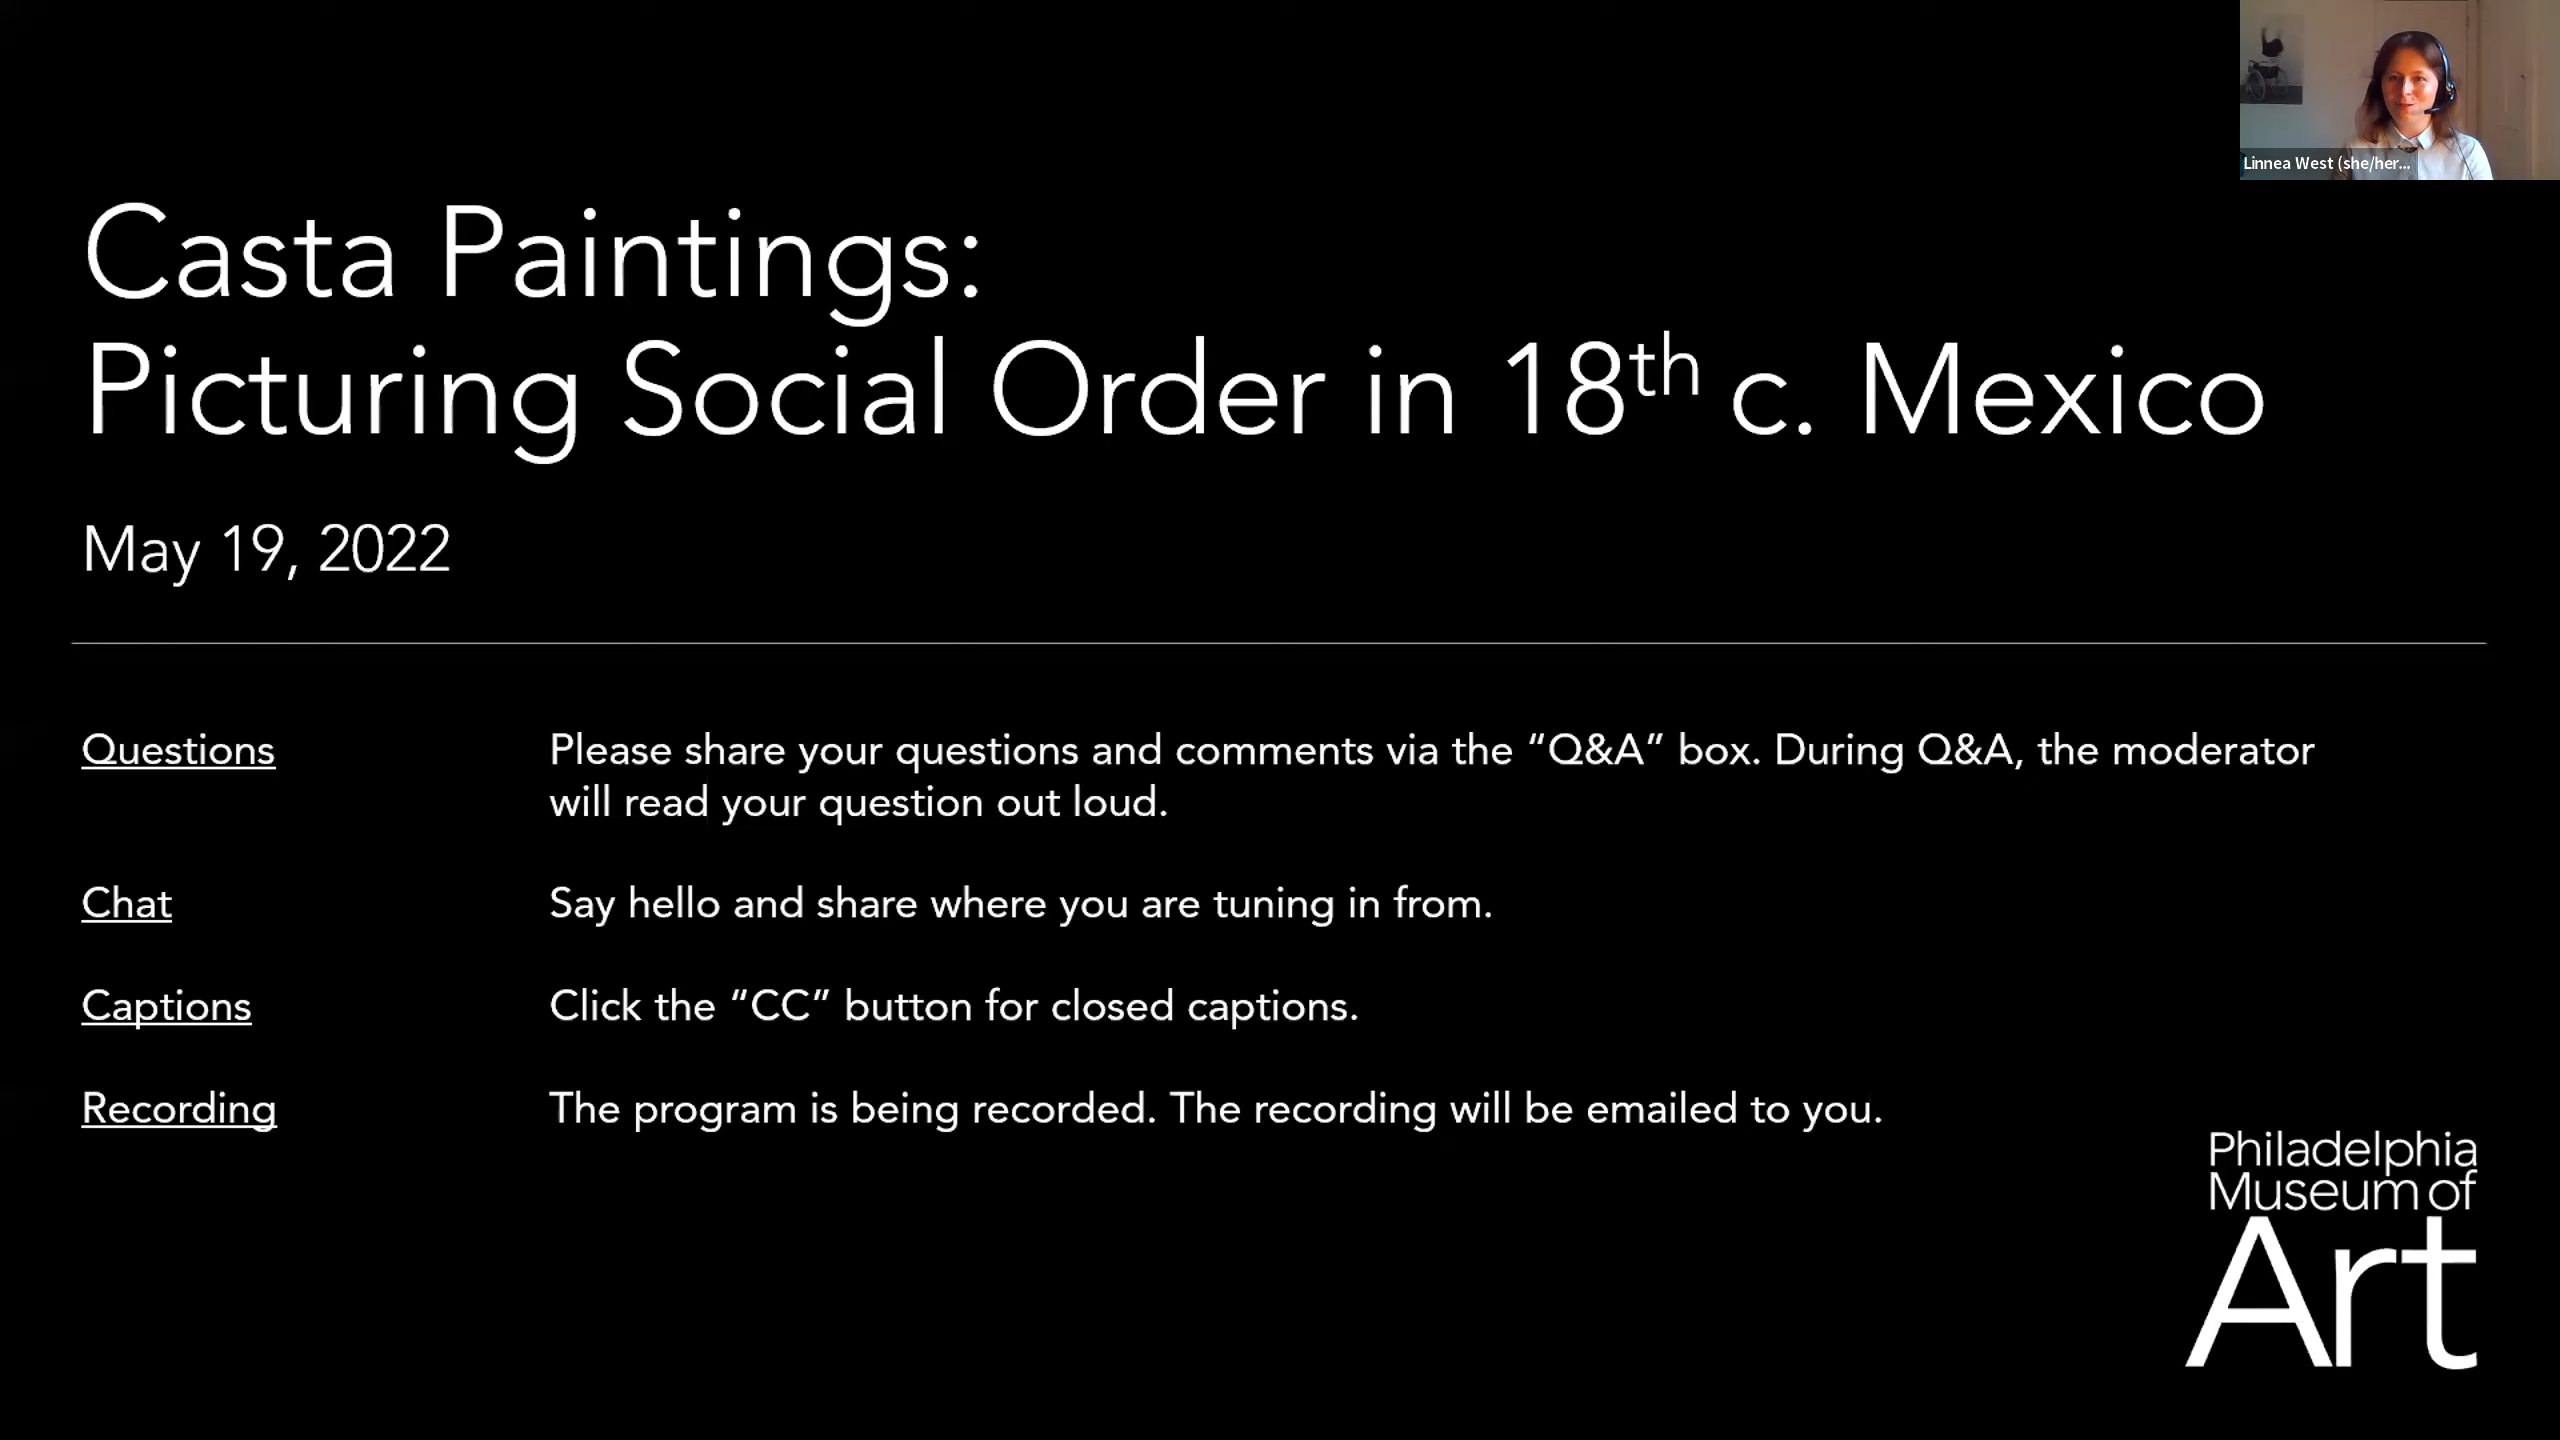 Linnea West (she/her...
Casta Paintings:
Picturing Social Order in 18th c. Mexico
May 19, 2022
Questions
Please share your questions and comments via the “Q&A” box. During Q&A, the moderator
will read your question out loud.
Chat
Say hello and share where you are tuning in from.
Captions
Click the “CC” button for closed captions.
Recording
The program is being recorded. The recording will be emailed to you.
Philadelphia
Museum of
Art